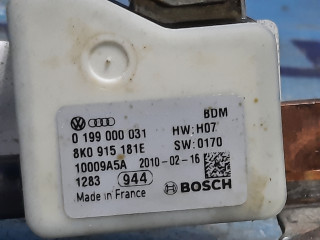 BDM
0 199 000 031 HW: H07
8K0 915 181E SW: 0170
10009A5A 2010-02-16
1283 944 BOSCH
Made in France